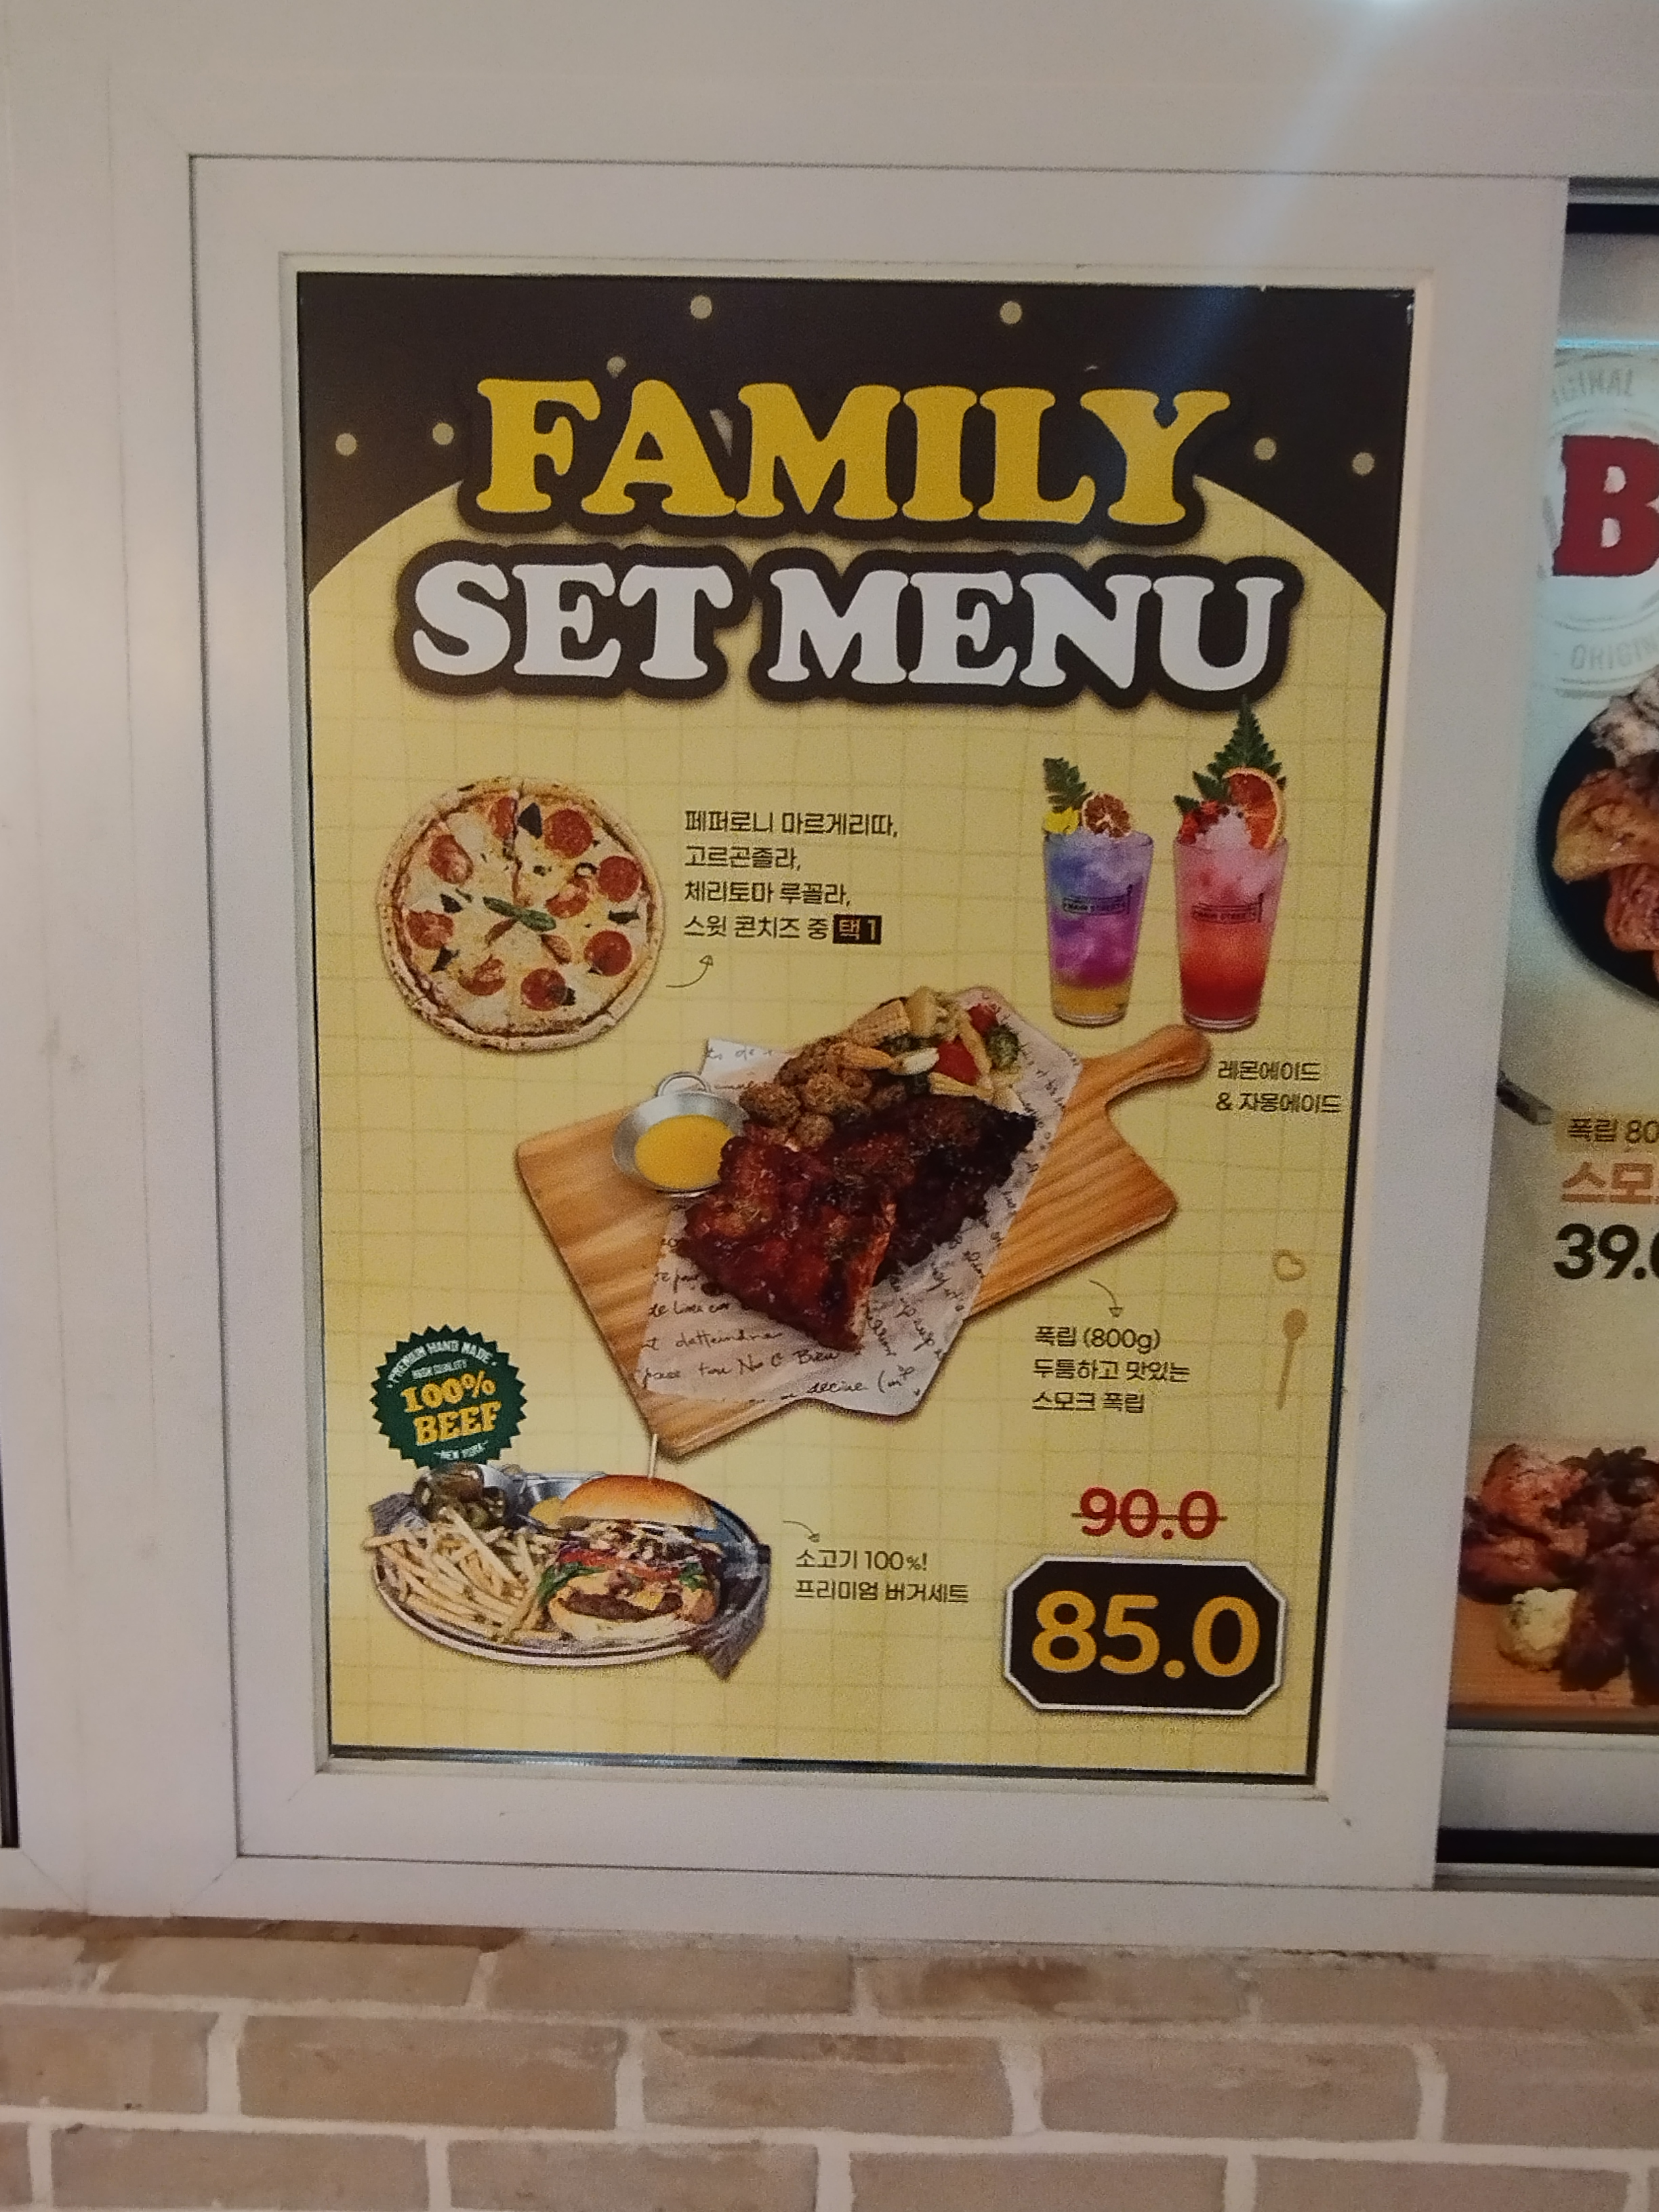 FAMILY
SET MENU
페퍼로니 마르게리따,
고르곤졸라,
체리토마 루꼴라,
스윗 콘치즈 중 택1
레몬에이드
& 자몽에이드
폭립 (800g)
두툼하고 맛있는
스모크 폭립
PREMIUM HAND MADE
HIGH QUALITY
100%
BEEF
NEW YORK
소고기 100%!
프리미엄 버거세트
90.0
85.0
B
폭립 80
스모
39.0